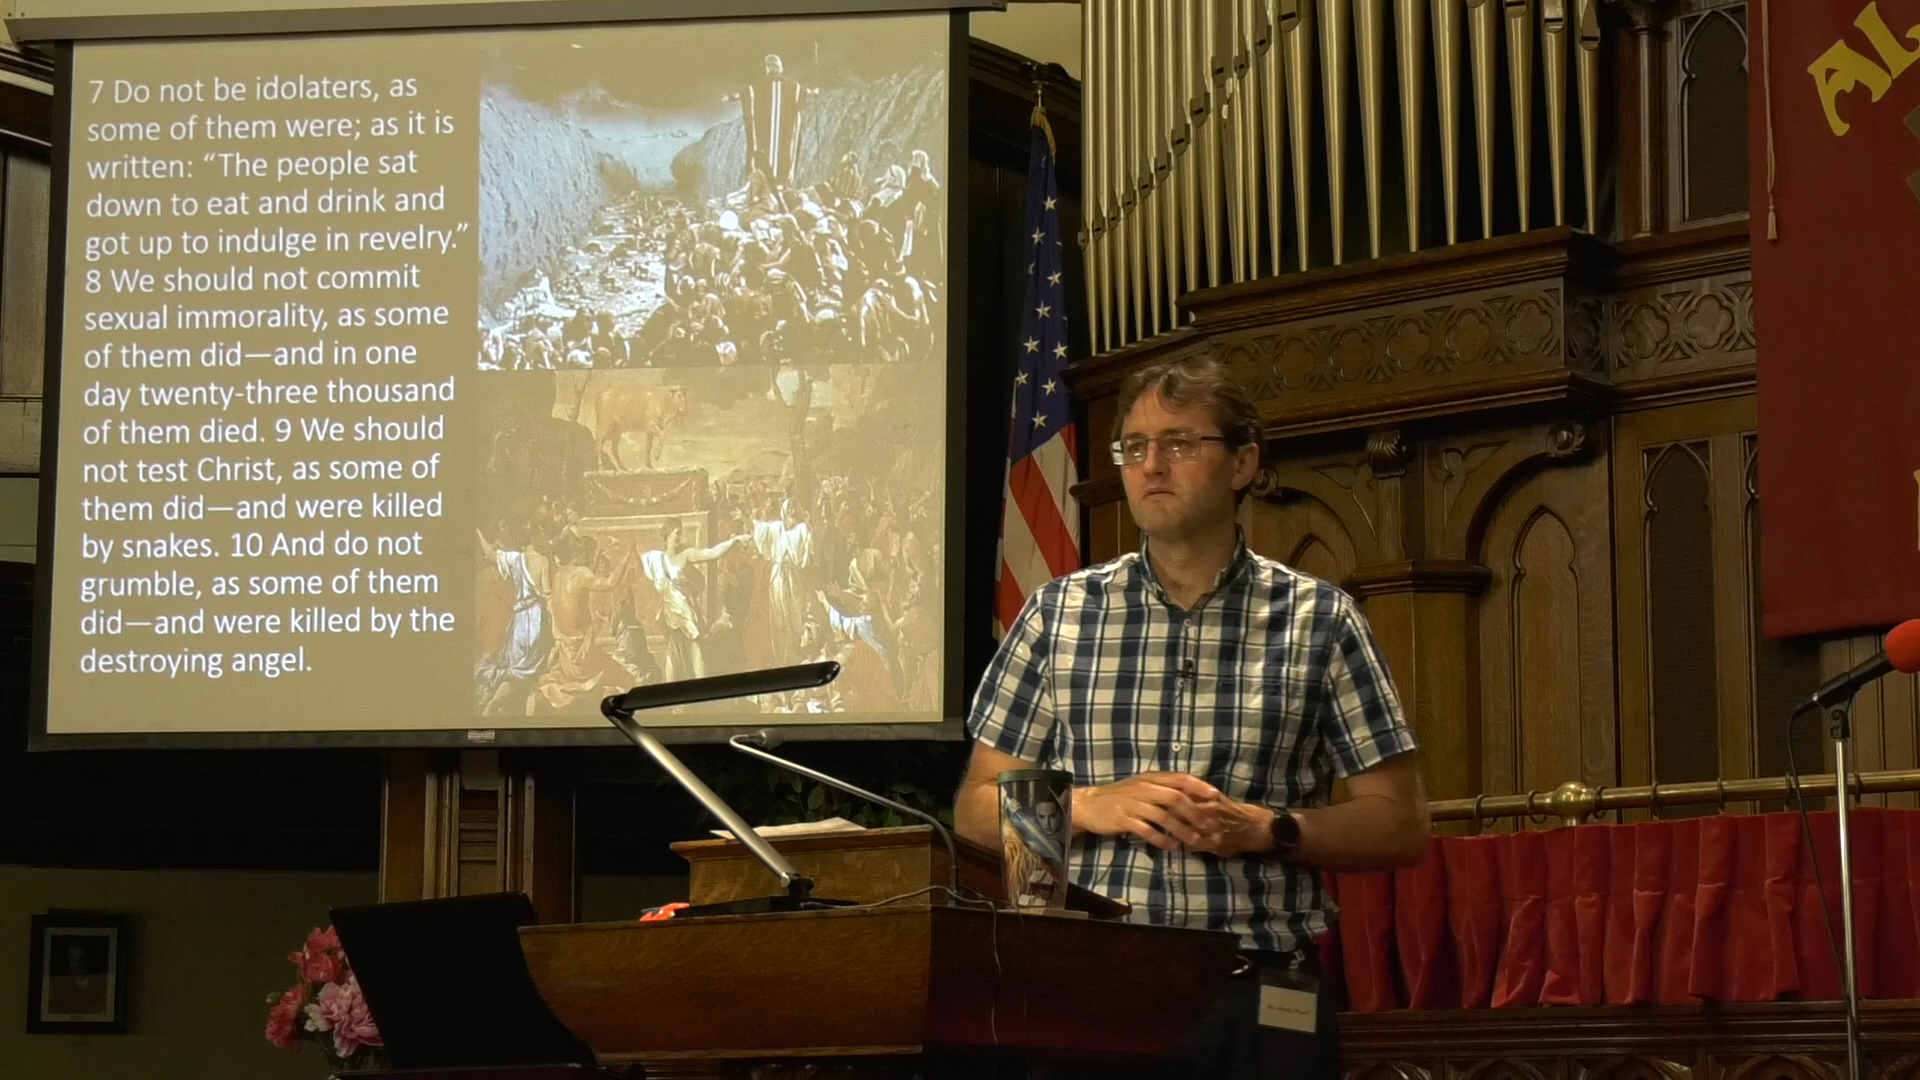 7 Do not be idolaters, as
some of them were; as it is
written: “The people sat
down to eat and drink and
got up to indulge in revelry.”
8 We should not commit
sexual immorality, as some
of them did—and in one
day twenty-three thousand
of them died. 9 We should
not test Christ, as some of
them did—and were killed
by snakes. 10 And do not
grumble, as some of them
did—and were killed by the
destroying angel.
AL